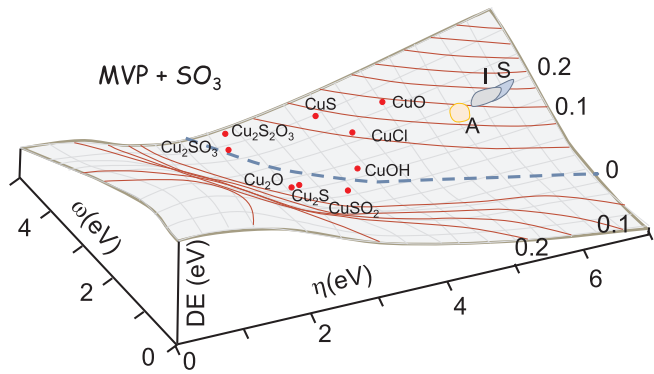 MVP + SO₃
I S
0.2
CuS
CuO
0.1
A
Cu₂S₂O₃
CuCl
Cu₂SO₃
CuOH
0
Cu₂O
Cu₂S
CuSO₂
4
ω(eV)
2
0
DE (eV)
0
2
η(eV)
4
6
0.2
0.1